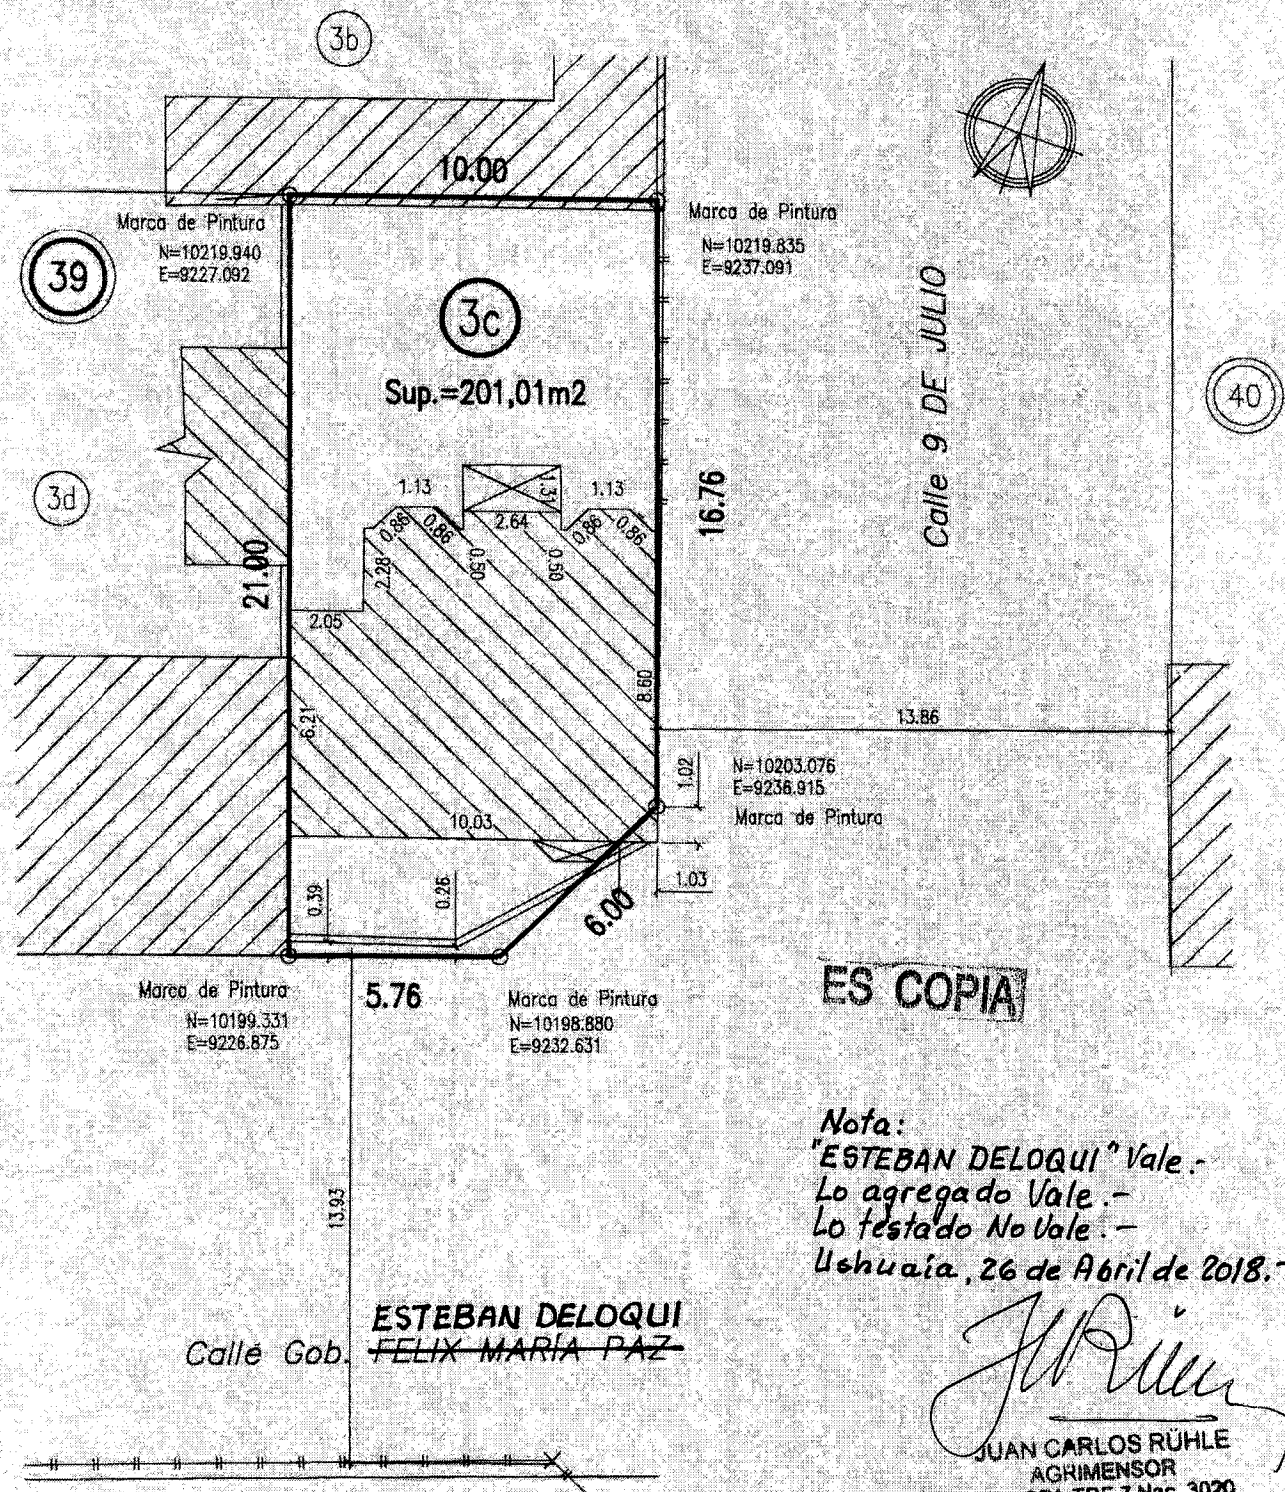 3b
10.00
Marca de Pintura
N=10219.940
E=9227.092
Marca de Pintura
N=10219.835
E=9237.091
39
3c
Sup.=201,01m2
Calle 9 DE JULIO
40
3d
21.00
16.76
1.13
1.31
1.13
0.86
0.86
2.64
0.86
0.86
2.28
0.50
0.50
2.05
6.21
8.60
13.86
1.02
N=10203.076
E=9236.915
Marca de Pintura
10.03
0.39
0.26
1.03
6.00
Marca de Pintura
N=10199.331
E=9226.875
5.76
Marca de Pintura
N=10198.880
E=9232.631
ES COPIA
13.93
Nota:
"ESTEBAN DELOQUI" Vale.-
Lo agregado Vale.-
Lo testado No Vale.-
Ushuaia, 26 de Abril de 2018.-
ESTEBAN DELOQUI
Calle Gob. FELIX MARÍA PAZ
JUAN CARLOS RÜHLE
AGRIMENSOR
3020